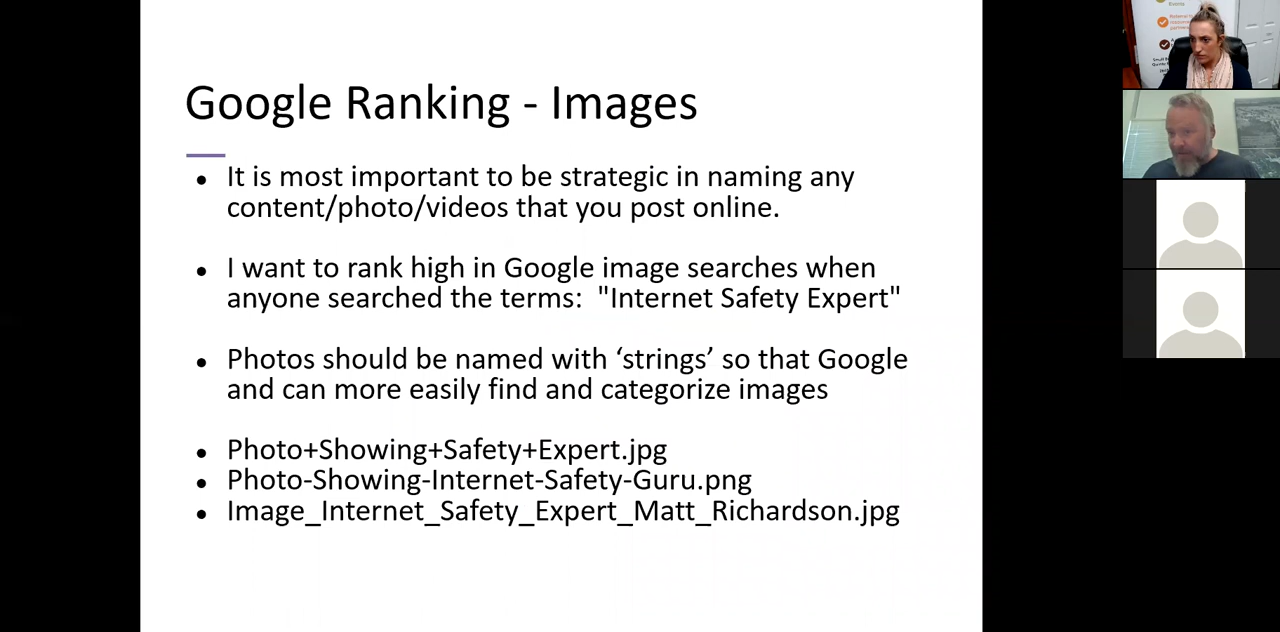 Google Ranking - Images
• It is most important to be strategic in naming any
content/photo/videos that you post online.
• I want to rank high in Google image searches when
anyone searched the terms:  "Internet Safety Expert"
• Photos should be named with ‘strings’ so that Google
and can more easily find and categorize images
• Photo+Showing+Safety+Expert.jpg
• Photo-Showing-Internet-Safety-Guru.png
• Image_Internet_Safety_Expert_Matt_Richardson.jpg
Rooms